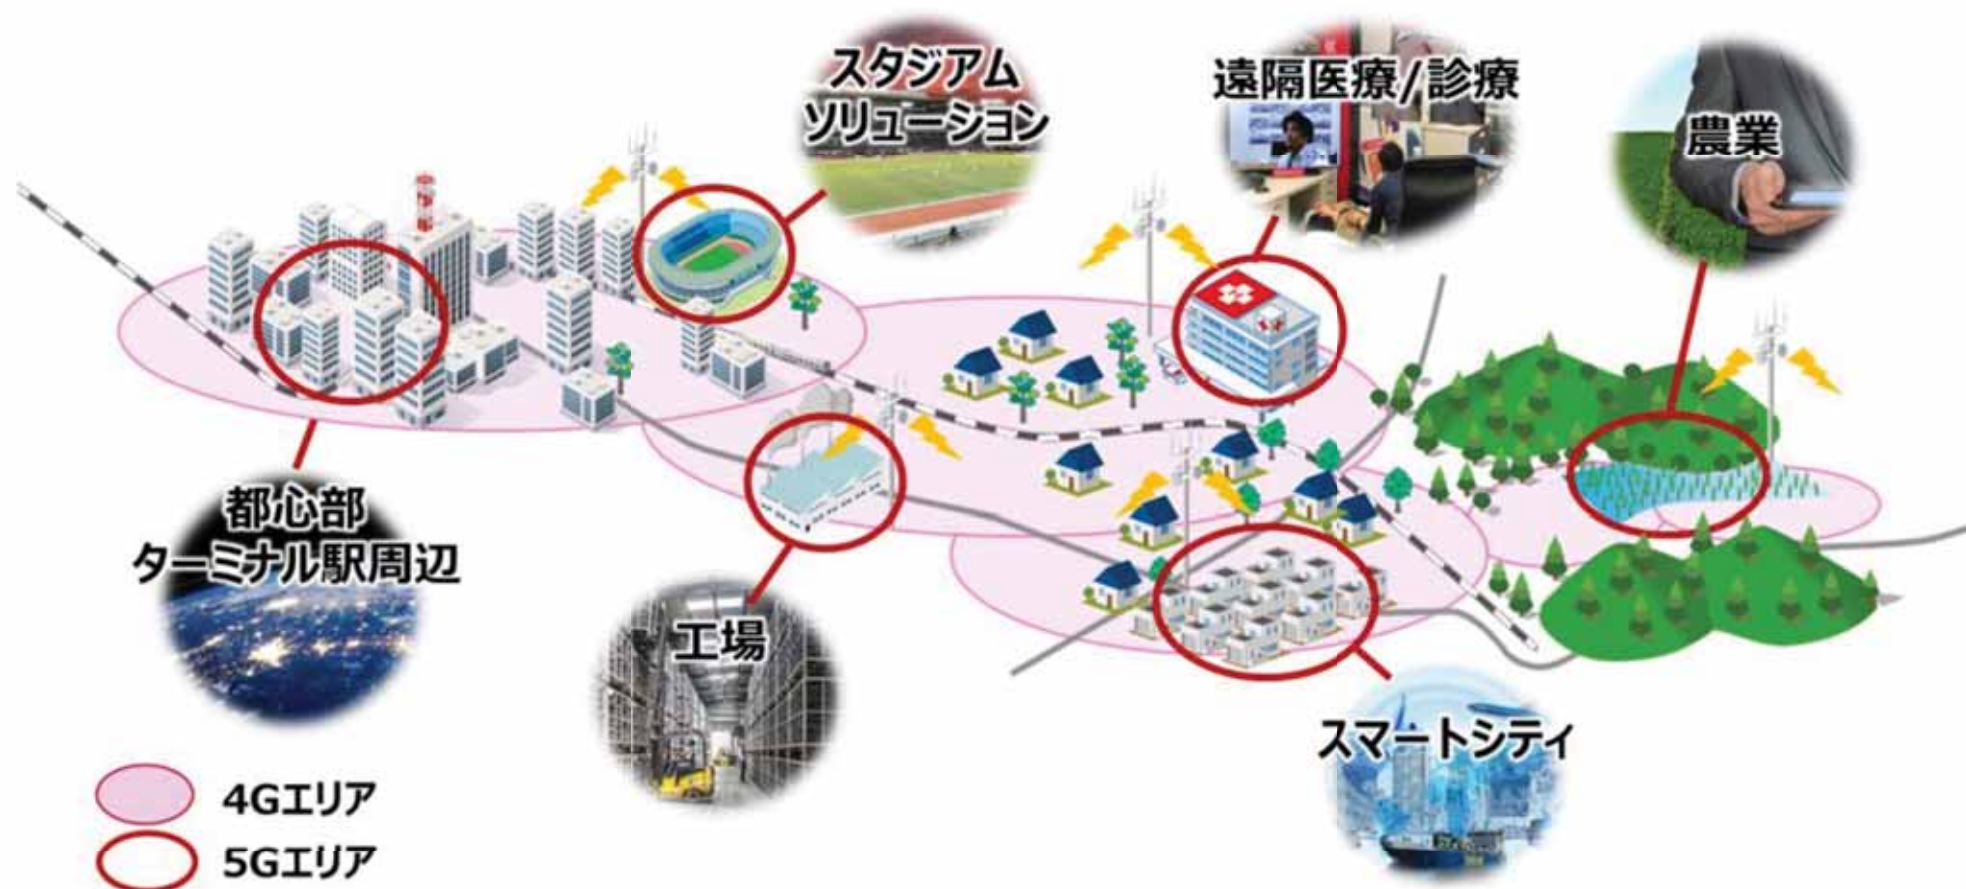 スタジアム
ソリューション
遠隔医療/診療
農業
都心部
ターミナル駅周辺
工場
スマートシティ
4Gエリア
5Gエリア